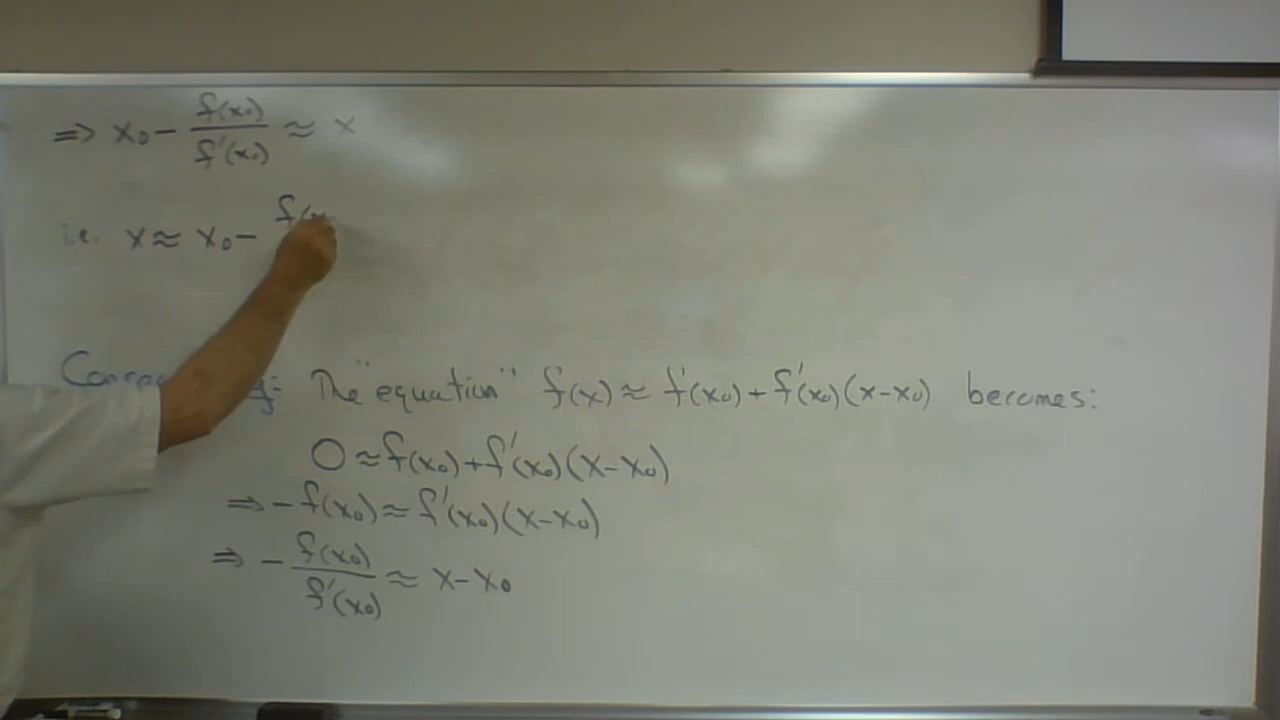 ⇒ x₀ - f(x₀)/f'(x₀) ≈ x
i.e. x ≈ x₀ - f(x
The "equation" f(x) ≈ f(x₀) + f'(x₀)(x-x₀) becomes:
0 ≈ f(x₀) + f'(x₀)(x-x₀)
⇒ - f(x₀) ≈ f'(x₀)(x-x₀)
⇒ - f(x₀)/f'(x₀) ≈ x - x₀